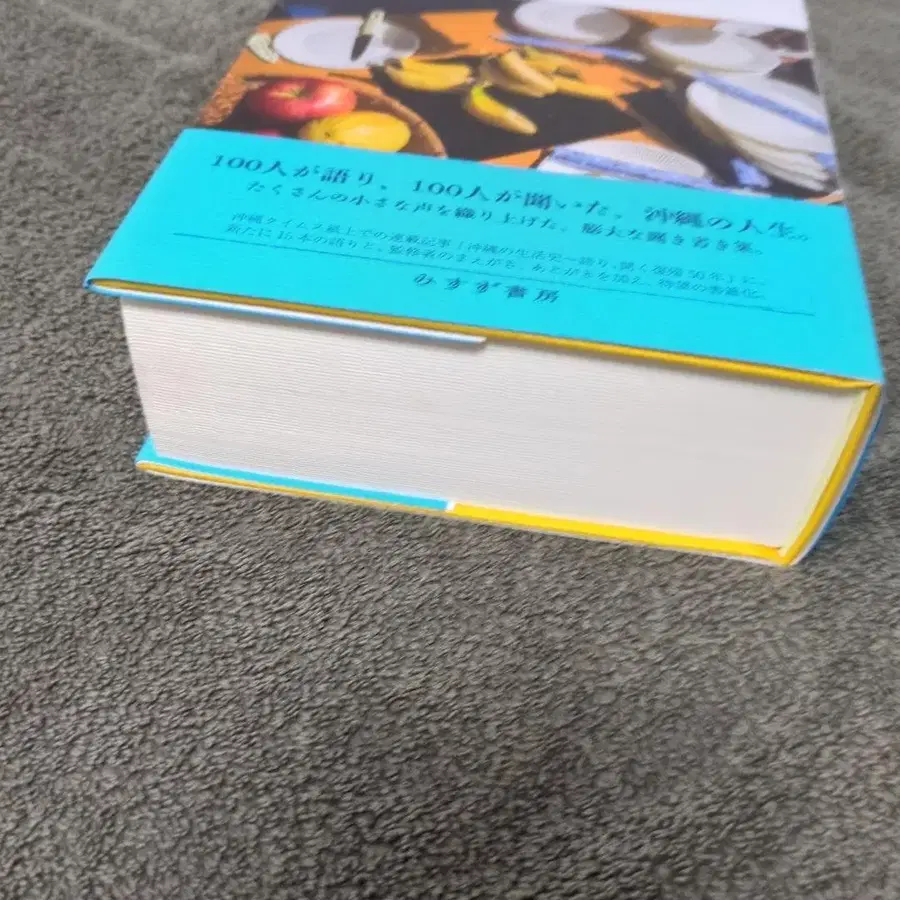 100人が語り，100人が聞いた，沖縄の人生。
たくさんの小さな声を織り上げた，膨大な聞き書き集。
沖縄タイムス紙上での連載記事「沖縄の生活史～語り，聞く復帰50年」に，
新たに15本の語りと，監修者のまえがき，あとがきを加え，待望の書籍化。
みすず書房